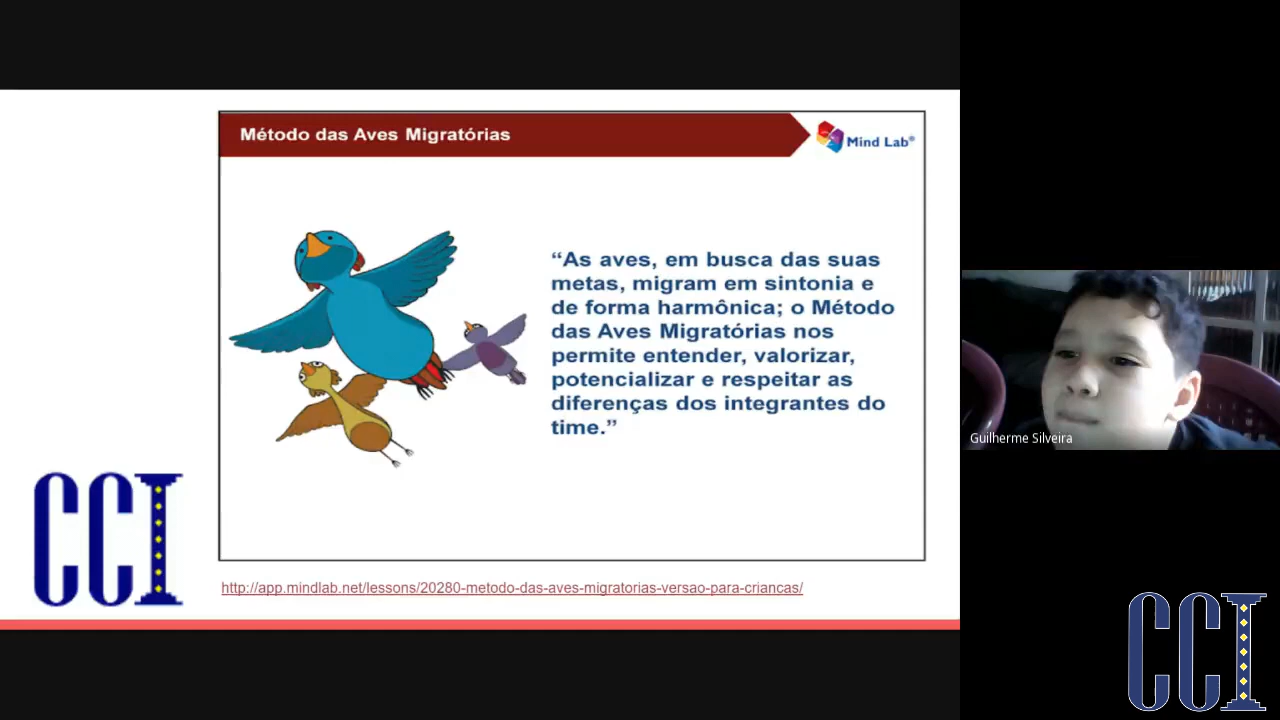 Método das Aves Migratórias
Mind Lab®
“As aves, em busca das suas
metas, migram em sintonia e
de forma harmônica; o Método
das Aves Migratórias nos
permite entender, valorizar,
potencializar e respeitar as
diferenças dos integrantes do
time.”
CCI
http://app.mindlab.net/lessons/20280-metodo-das-aves-migratorias-versao-para-criancas/
Guilherme Silveira
CCI